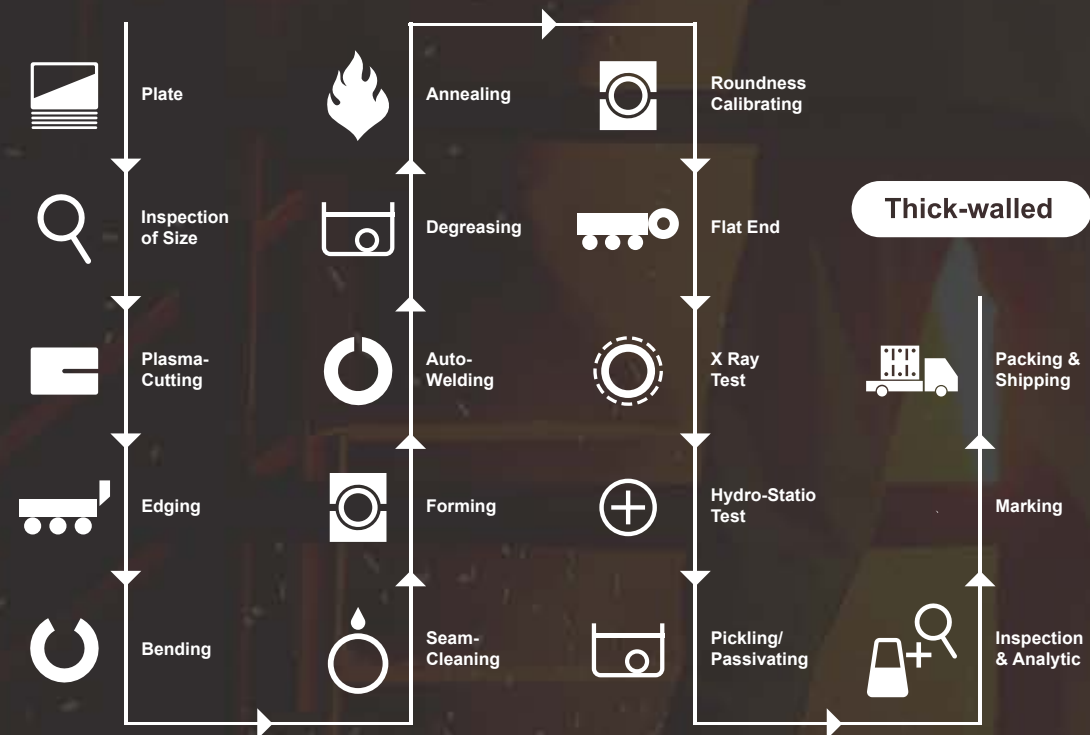 Plate
Inspection
of Size
Plasma-
Cutting
Edging
Bending
Seam-
Cleaning
Forming
Auto-
Welding
Degreasing
Annealing
Roundness
Calibrating
Flat End
X Ray
Test
Hydro-Statio
Test
Pickling/
Passivating
Inspection
& Analytic
Marking
Packing &
Shipping
Thick-walled